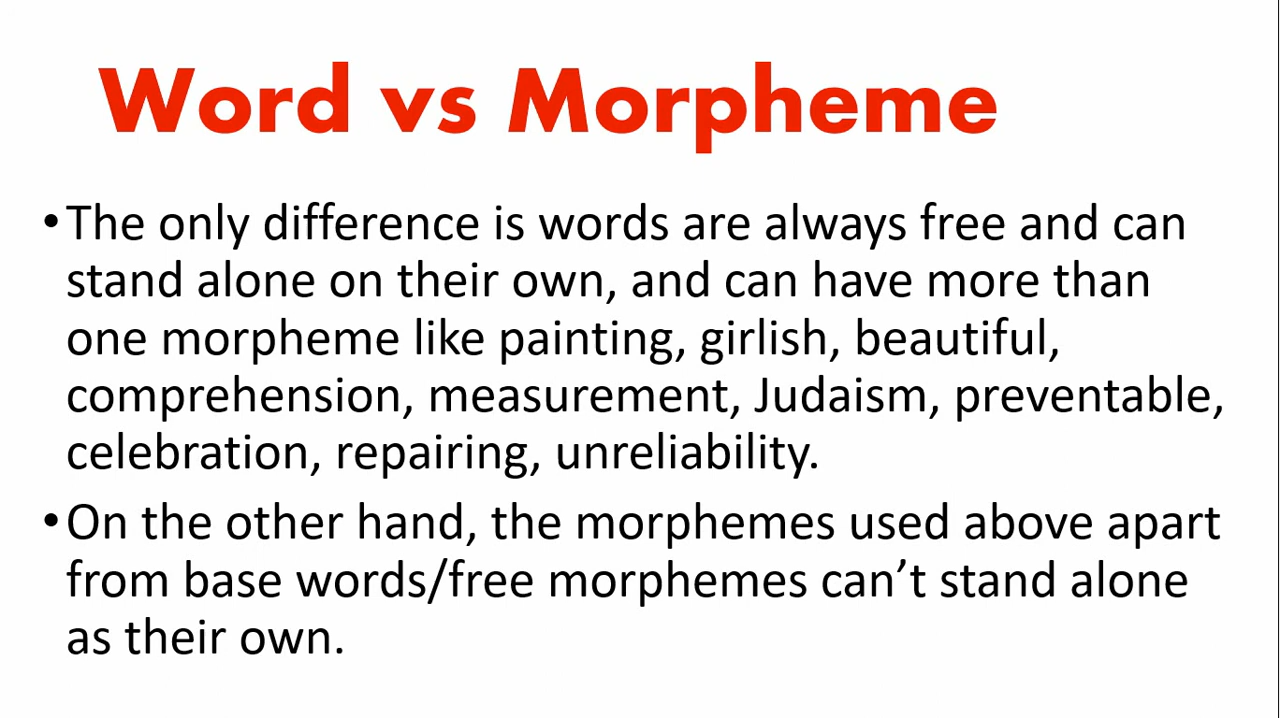 Word vs Morpheme
•The only difference is words are always free and can
stand alone on their own, and can have more than
one morpheme like painting, girlish, beautiful,
comprehension, measurement, Judaism, preventable,
celebration, repairing, unreliability.
•On the other hand, the morphemes used above apart
from base words/free morphemes can’t stand alone
as their own.